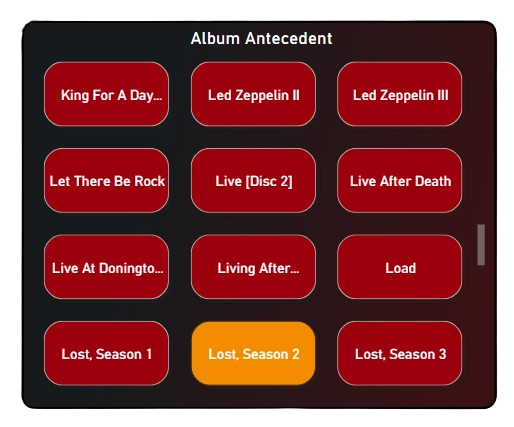 Album Antecedent
King For A Day...
Led Zeppelin II
Led Zeppelin III
Let There Be Rock
Live [Disc 2]
Live After Death
Live At Doningto...
Living After...
Load
Lost, Season 1
Lost, Season 2
Lost, Season 3